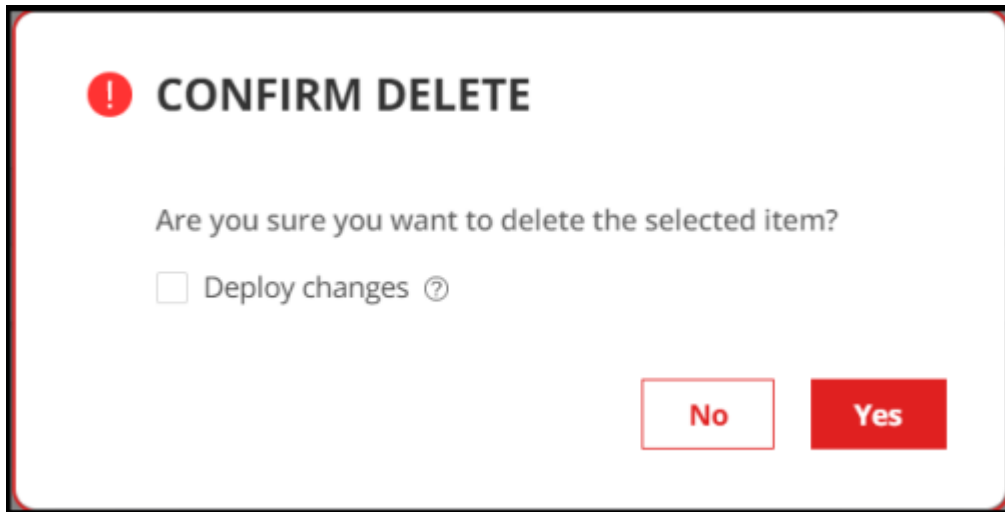 !
CONFIRM DELETE
Are you sure you want to delete the selected item?
Deploy changes ?
No
Yes